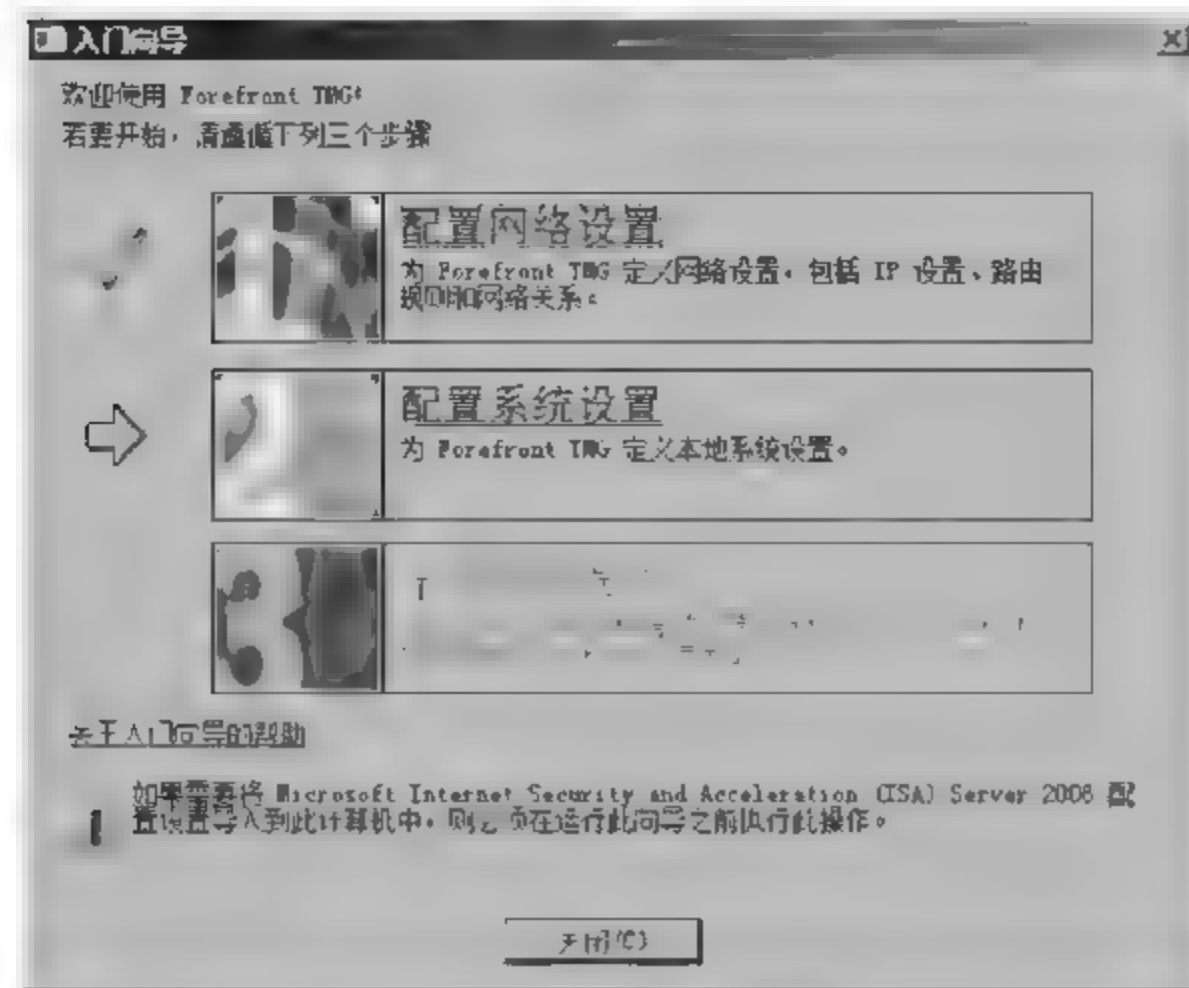 入门向导
欢迎使用 Forefront TMG!
若要开始，请遵循下列三个步骤
配置网络设置
为 Forefront TMG 定义网络设置，包括 IP 设置、路由
规则和网络关系。
配置系统设置
为 Forefront TMG 定义本地系统设置。
关于入门向导的帮助
如果需要将 Microsoft Internet Security and Acceleration (ISA) Server 2006 配
置设置导入到此计算机中，则必须在运行此向导之前执行此操作。
关闭(C)